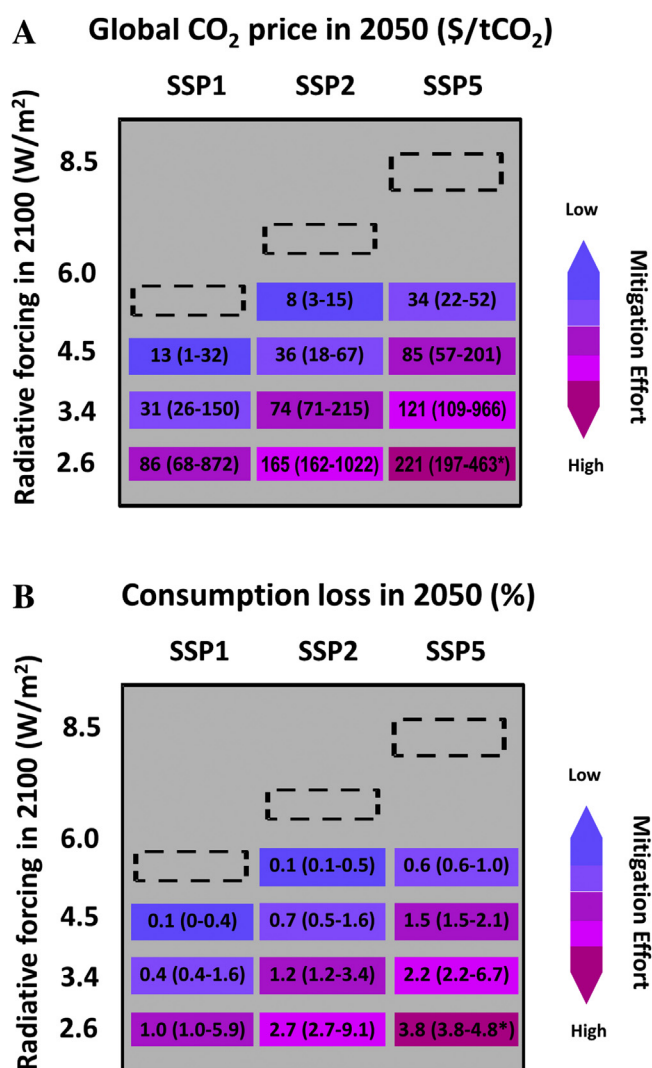 A Global CO₂ price in 2050 ($/tCO₂)
SSP1 SSP2 SSP5
Radiative forcing in 2100 (W/m²)
8.5
6.0
8 (3-15) 34 (22-52)
4.5 13 (1-32) 36 (18-67) 85 (57-201)
3.4 31 (26-150) 74 (71-215) 121 (109-966)
2.6 86 (68-872) 165 (162-1022) 221 (197-463*)
Low
Mitigation Effort
High
B Consumption loss in 2050 (%)
SSP1 SSP2 SSP5
Radiative forcing in 2100 (W/m²)
8.5
6.0
0.1 (0.1-0.5) 0.6 (0.6-1.0)
4.5 0.1 (0-0.4) 0.7 (0.5-1.6) 1.5 (1.5-2.1)
3.4 0.4 (0.4-1.6) 1.2 (1.2-3.4) 2.2 (2.2-6.7)
2.6 1.0 (1.0-5.9) 2.7 (2.7-9.1) 3.8 (3.8-4.8*)
Low
Mitigation Effort
High